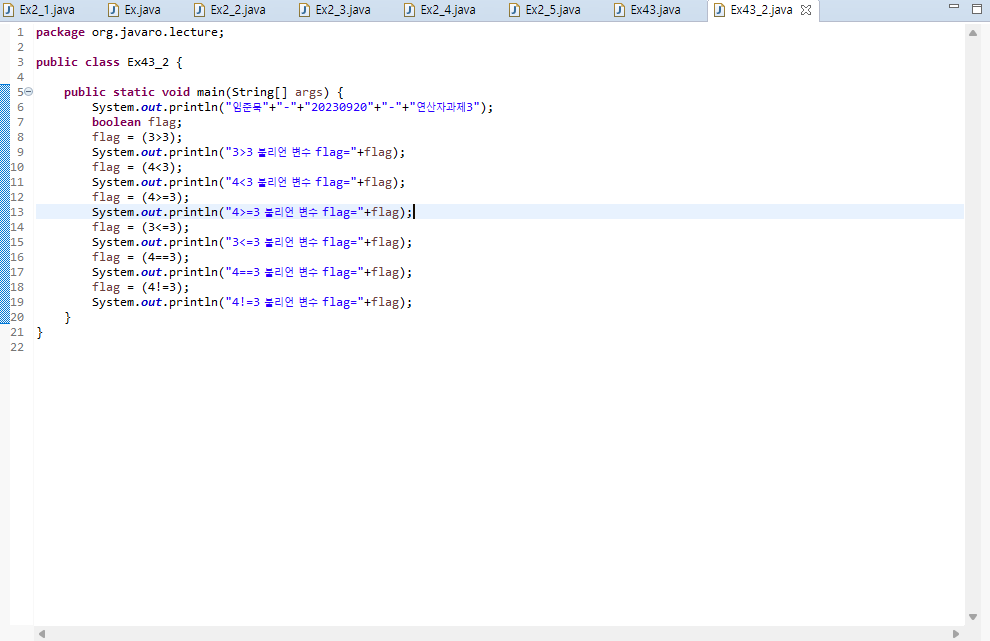 Ex2_1.java Ex.java Ex2_2.java Ex2_3.java Ex2_4.java Ex2_5.java Ex43.java Ex43_2.java
1 package org.javaro.lecture;
2
3 public class Ex43_2 {
4
5 public static void main(String[] args) {
6 System.out.println("임준묵"+"-"+"20230920"+"-"+"연산자과제3");
7 boolean flag;
8 flag = (3>3);
9 System.out.println("3>3 불리언 변수 flag="+flag);
10 flag = (4<3);
11 System.out.println("4<3 불리언 변수 flag="+flag);
12 flag = (4>=3);
13 System.out.println("4>=3 불리언 변수 flag="+flag);
14 flag = (3<=3);
15 System.out.println("3<=3 불리언 변수 flag="+flag);
16 flag = (4==3);
17 System.out.println("4==3 불리언 변수 flag="+flag);
18 flag = (4!=3);
19 System.out.println("4!=3 불리언 변수 flag="+flag);
20 }
21 }
22